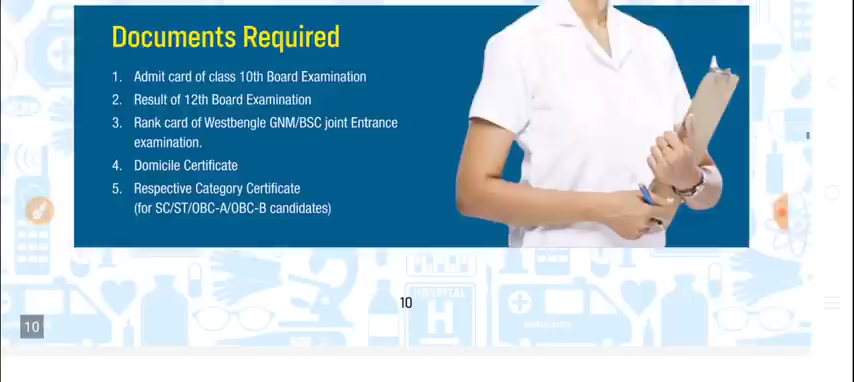 Documents Required
1. Admit card of class 10th Board Examination
2. Result of 12th Board Examination
3. Rank card of Westbengle GNM/BSC joint Entrance
examination.
4. Domicile Certificate
5. Respective Category Certificate
(for SC/ST/OBC-A/OBC-B candidates)
10
HOSPITAL
H
AMBULANCE
10